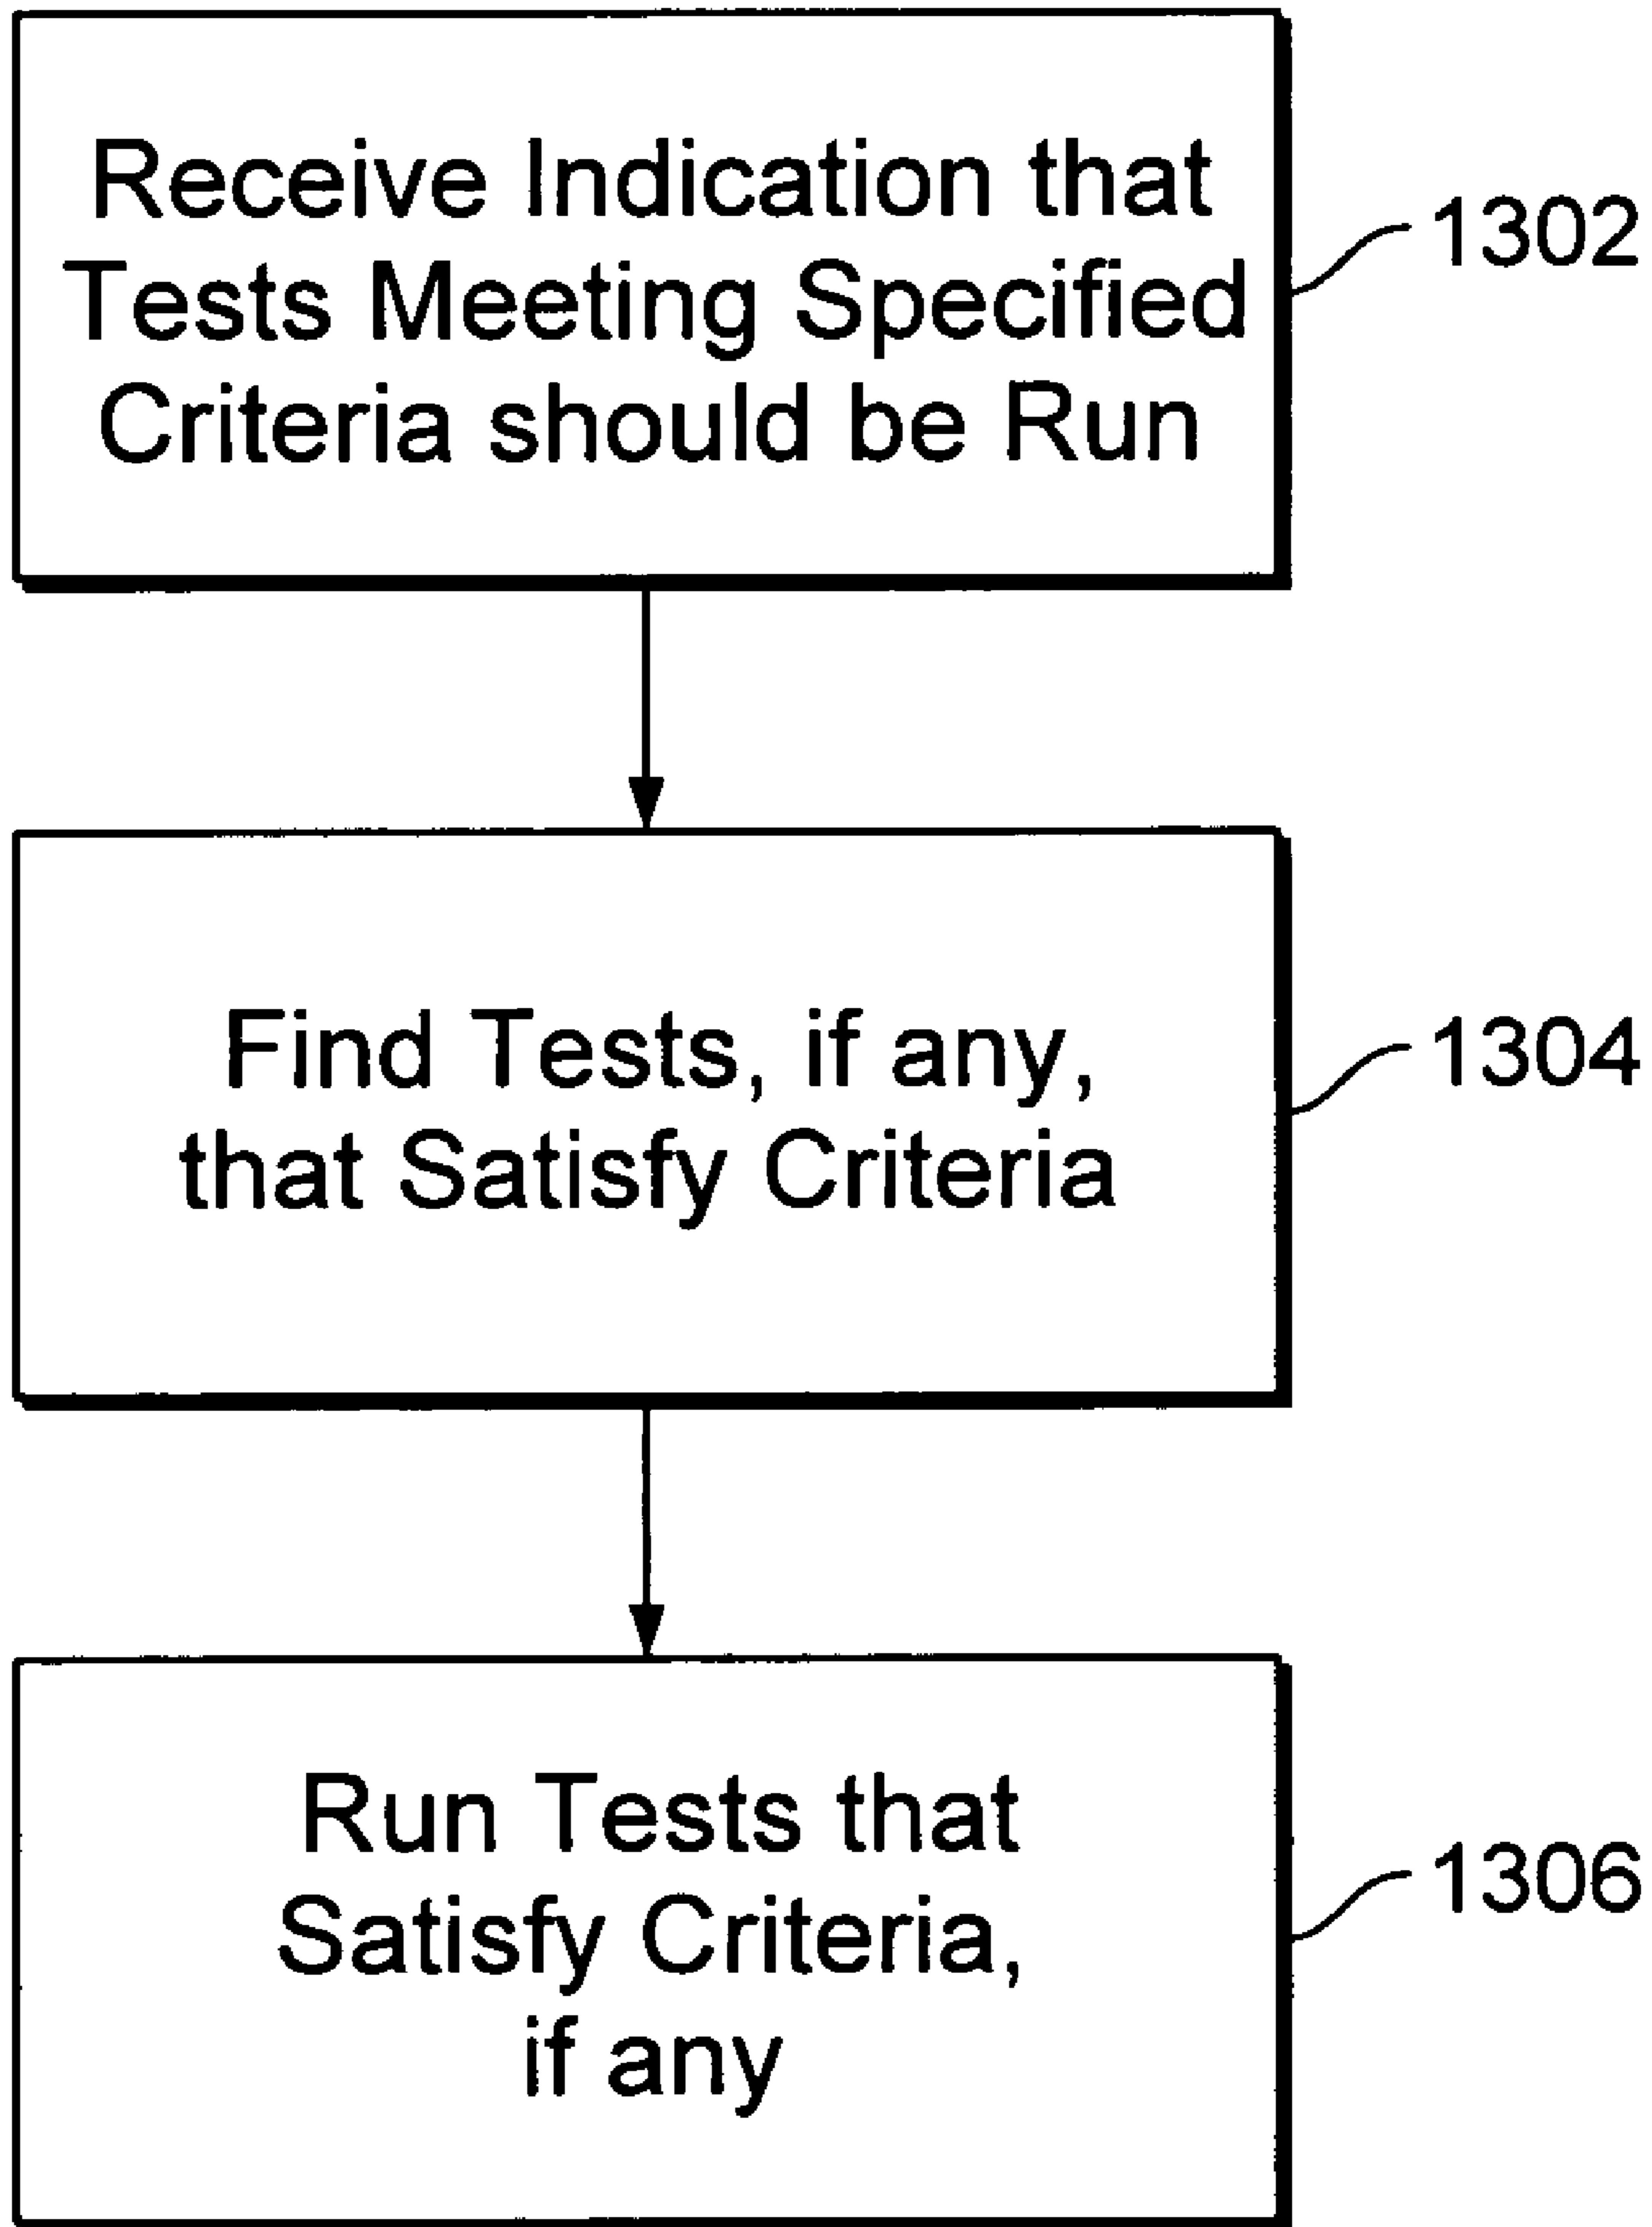 Receive Indication that
Tests Meeting Specified
Criteria should be Run
1302
Find Tests, if any,
that Satisfy Criteria
1304
Run Tests that
Satisfy Criteria,
if any
1306